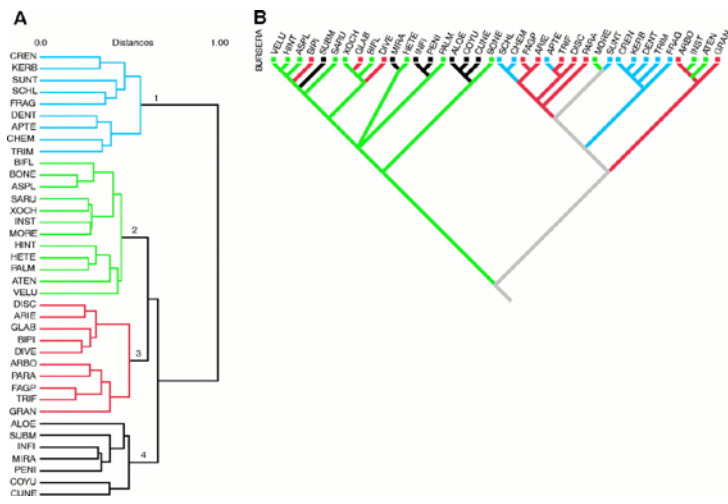 A
0.0 Distances 1.00
CREN
KERB
SUNT
SCHL
FRAG
DENT
APTE
CHEM
TRIM
BIFL
BONE
ASPL
SARU
XOCH
INST
MORE
HINT
HETE
PALM
ATEN
VELU
DISC
ARIE
GLAB
BIPI
DIVE
ARBO
PARA
FAGP
TRIF
GRAN
ALOE
SUBM
INFI
MIRA
PENI
COYU
CUNE
1
2
3
4
B
BURSERA
VELU
HINT
ASPL
BIPI
SUBM
SARU
XOCH
GLAB
BIFL
DIVE
MIRA
HETE
INFI
PENI
PALM
ALOE
COYU
CUNE
BONE
SCHL
CHEM
FAGP
ARIE
APTE
TRIF
DISC
PARA
MORE
SUNT
CREN
KERB
DENT
TRIM
FRAG
ARBO
INST
ATEN
GRAN